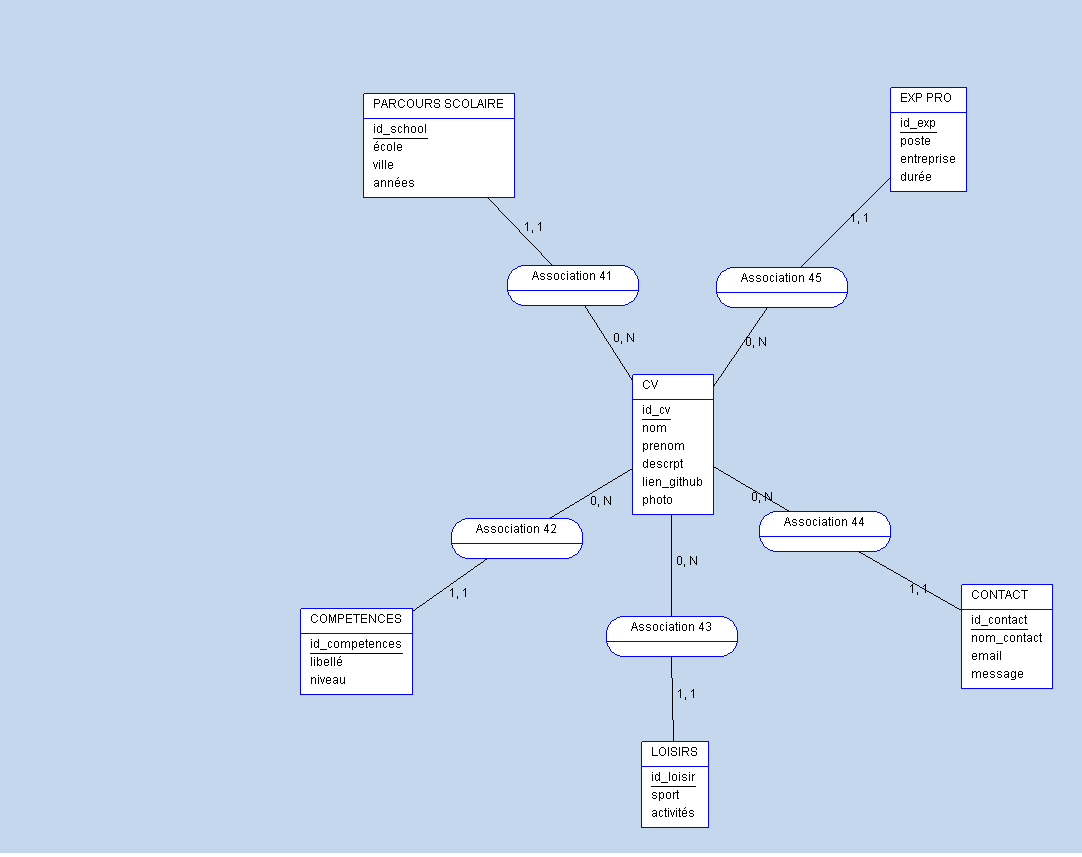 PARCOURS SCOLAIRE
id_school
école
ville
années
EXP PRO
id_exp
poste
entreprise
durée
1, 1
1, 1
Association 41
Association 45
0, N
0, N
CV
id_cv
nom
prenom
descrpt
lien_github
photo
0, N
0, N
Association 42
Association 44
0, N
1, 1
1, 1
COMPETENCES
id_competences
libellé
niveau
Association 43
CONTACT
id_contact
nom_contact
email
message
1, 1
LOISIRS
id_loisir
sport
activités